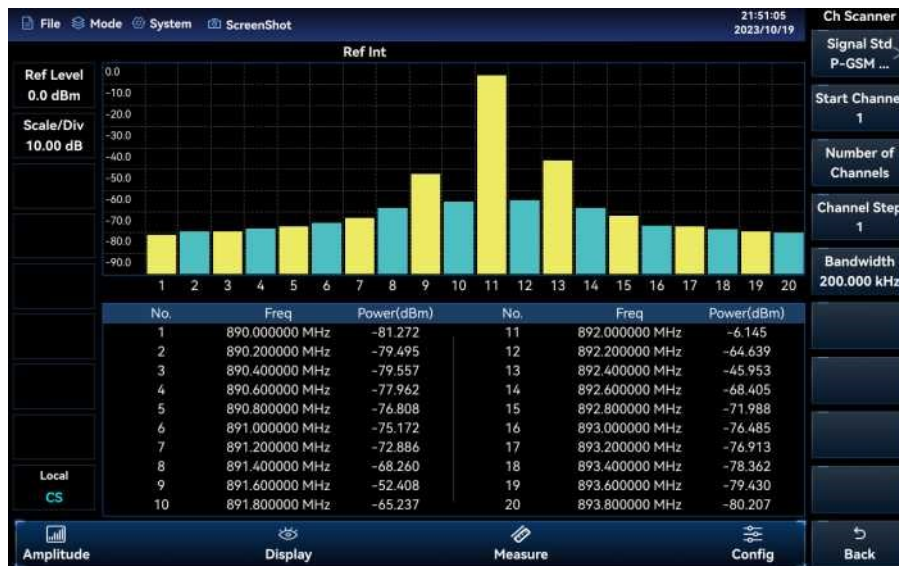 File Mode System ScreenShot
21:51:05
2023/10/19
Ch Scanner
Ref Int
Signal Std
P-GSM ...
Ref Level
0.0 dBm
Scale/Div
10.00 dB
0.0
-10.0
-20.0
-30.0
-40.0
-50.0
-60.0
-70.0
-80.0
-90.0
1 2 3 4 5 6 7 8 9 10 11 12 13 14 15 16 17 18 19 20
Start Channe
1
Number of
Channels
Channel Step
1
Bandwidth
200.000 kHz
No. Freq Power(dBm) No. Freq Power(dBm)
1 890.000000 MHz -81.272 11 892.000000 MHz -6.145
2 890.200000 MHz -79.495 12 892.200000 MHz -64.639
3 890.400000 MHz -79.557 13 892.400000 MHz -45.953
4 890.600000 MHz -77.962 14 892.600000 MHz -68.405
5 890.800000 MHz -76.808 15 892.800000 MHz -71.988
6 891.000000 MHz -75.172 16 893.000000 MHz -76.485
7 891.200000 MHz -72.886 17 893.200000 MHz -76.913
8 891.400000 MHz -68.260 18 893.400000 MHz -78.362
9 891.600000 MHz -52.408 19 893.600000 MHz -79.430
10 891.800000 MHz -65.237 20 893.800000 MHz -80.207
Local
CS
Amplitude Display Measure Config Back